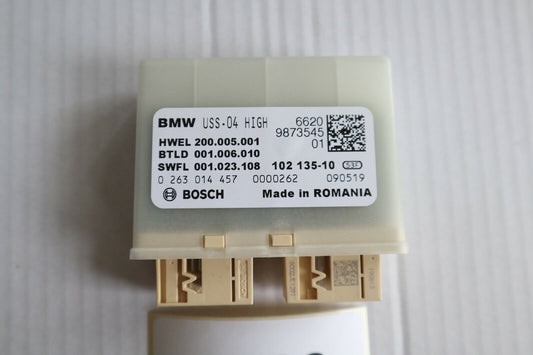 BMW USS-04 HIGH 6620
9873545
HWEL 200.005.001 01
BTLD 001.006.010
SWFL 001.023.108 102 135-10
0 263 014 457 0000262 090519
BOSCH Made in ROMANIA